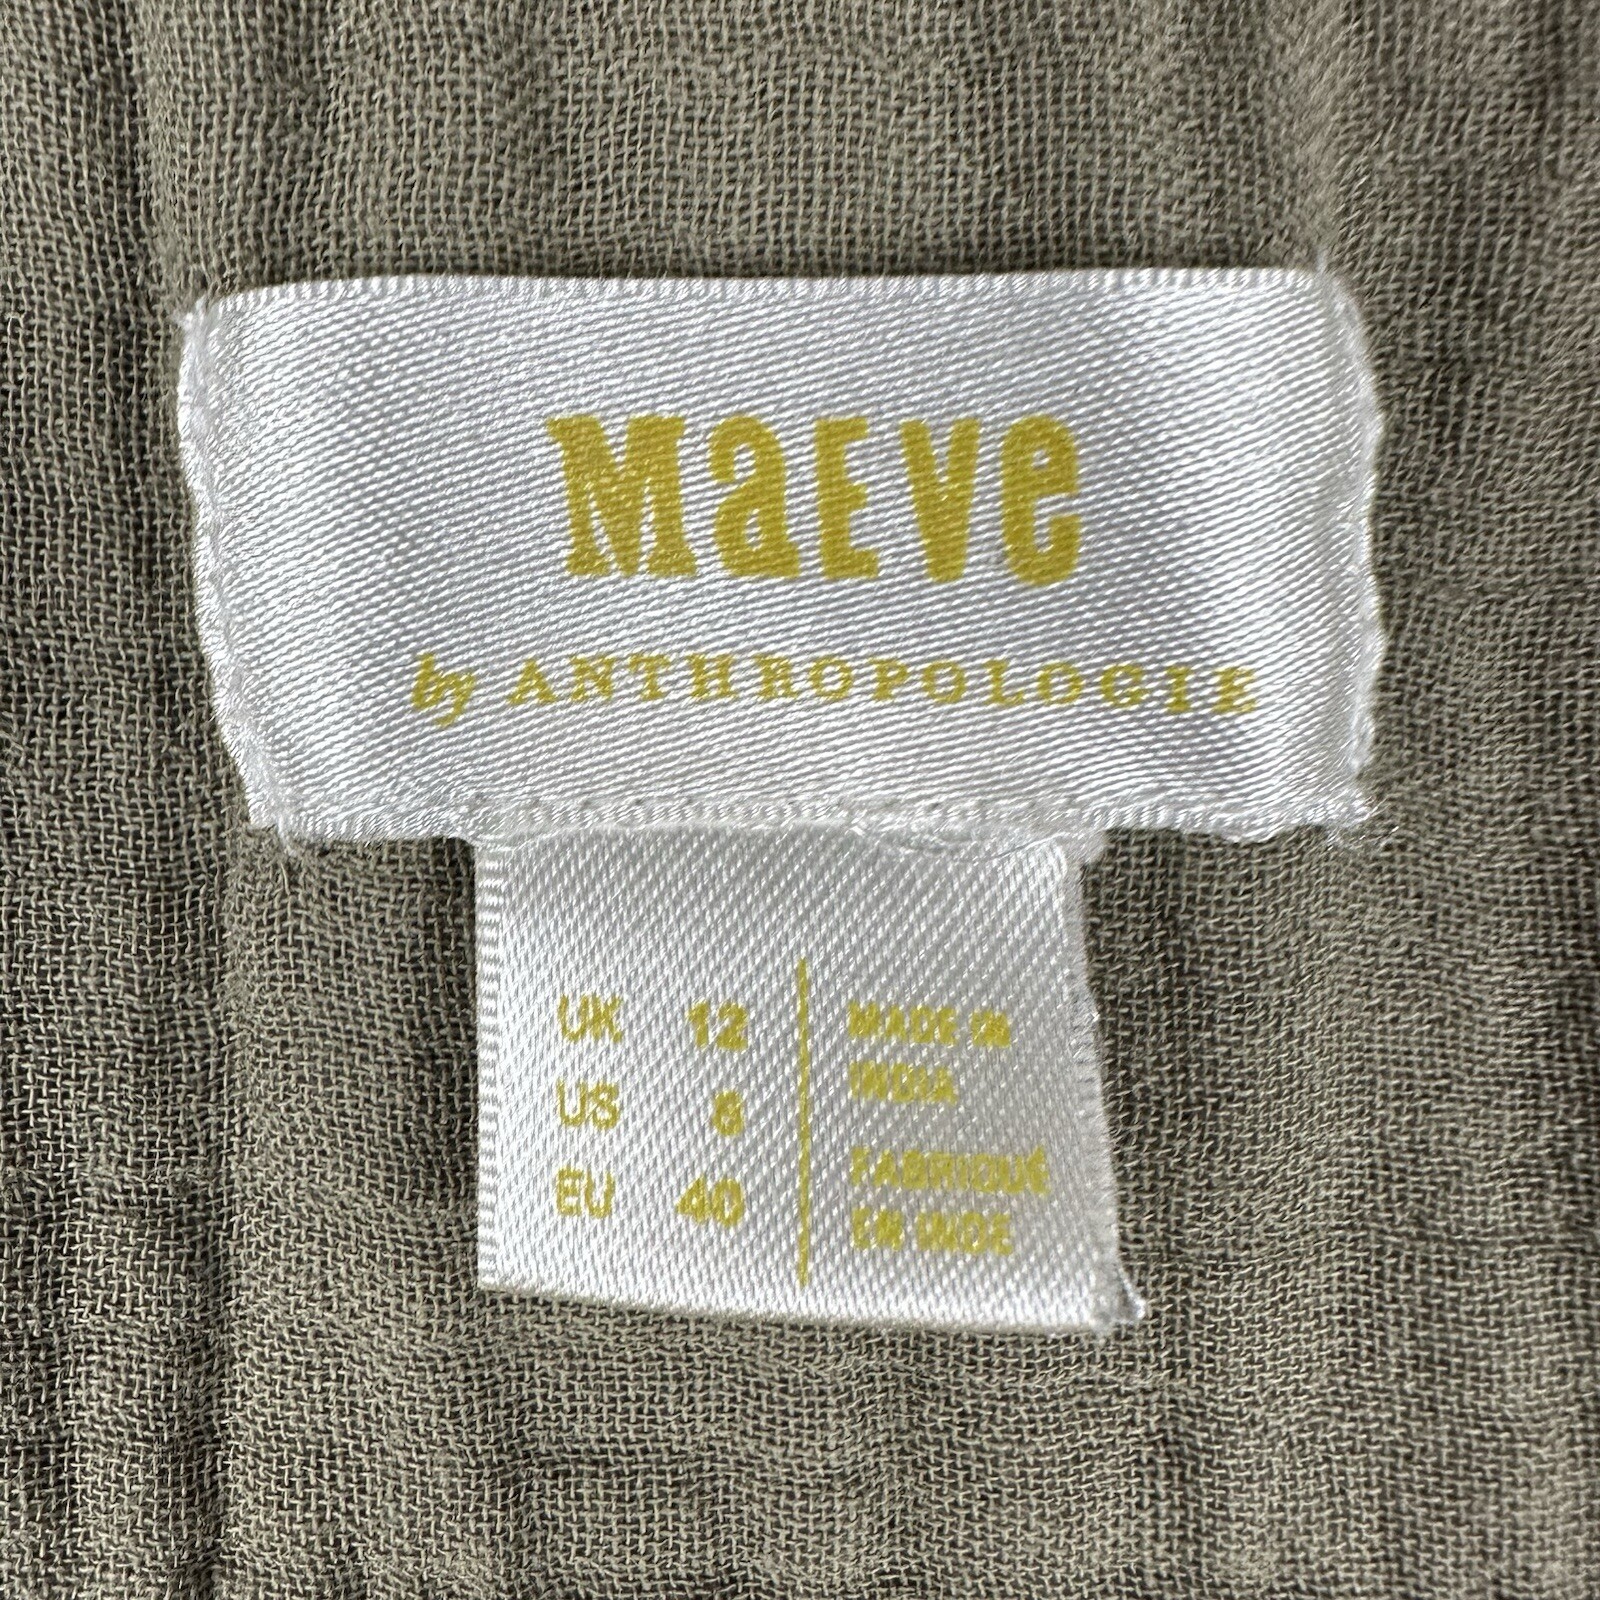 MaEVe
by ANTHROPOLOGIE
UK 12
US 8
EU 40
MADE IN
INDIA
FABRIQUÉ
EN INDE